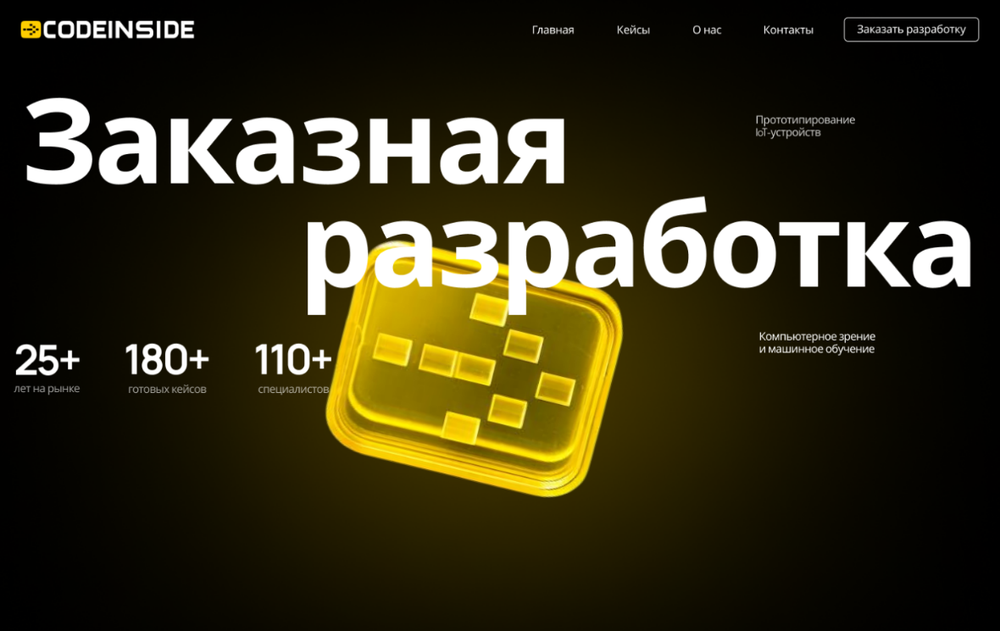 CODEINSIDE
Главная
Кейсы
О нас
Контакты
Заказать разработку
Заказная
разработка
Прототипирование
IoT-устройств
25+
лет на рынке
180+
готовых кейсов
110+
специалистов
Компьютерное зрение
и машинное обучение